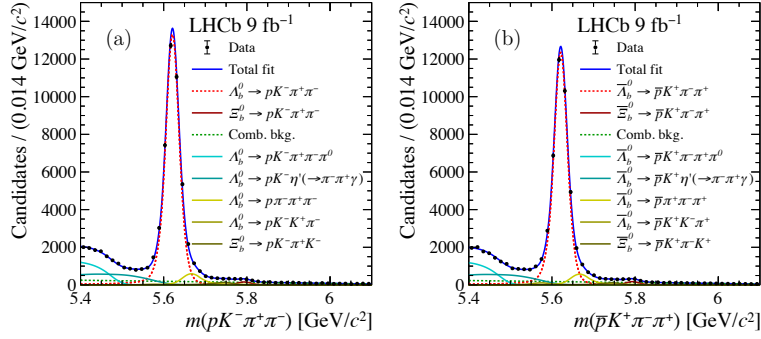 Candidates / (0.014 GeV/c²)
14000
12000
10000
8000
6000
4000
2000
0
(a)
LHCb 9 fb⁻¹
Data
Total fit
Λ⁰_b → pK⁻π⁺π⁻
Ξ⁰_b → pK⁻π⁺π⁻
Comb. bkg.
Λ⁰_b → pK⁻π⁺π⁻π⁰
Λ⁰_b → pK⁻η'(→π⁻π⁺γ)
Λ⁰_b → pπ⁻π⁺π⁻
Λ⁰_b → pK⁻K⁺π⁻
Ξ⁰_b → pK⁻π⁺K⁻
5.4 5.6 5.8 6
m(pK⁻π⁺π⁻) [GeV/c²]
Candidates / (0.014 GeV/c²)
14000
12000
10000
8000
6000
4000
2000
0
(b)
LHCb 9 fb⁻¹
Data
Total fit
Λ̅⁰_b → p̅K⁺π⁻π⁺
Ξ̅⁰_b → p̅K⁺π⁻π⁺
Comb. bkg.
Λ̅⁰_b → p̅K⁺π⁻π⁺π⁰
Λ̅⁰_b → p̅K⁺η'(→π⁻π⁺γ)
Λ̅⁰_b → p̅π⁺π⁻π⁺
Λ̅⁰_b → p̅K⁺K⁻π⁺
Ξ̅⁰_b → p̅K⁺π⁻K⁺
5.4 5.6 5.8 6
m(p̅K⁺π⁻π⁺) [GeV/c²]